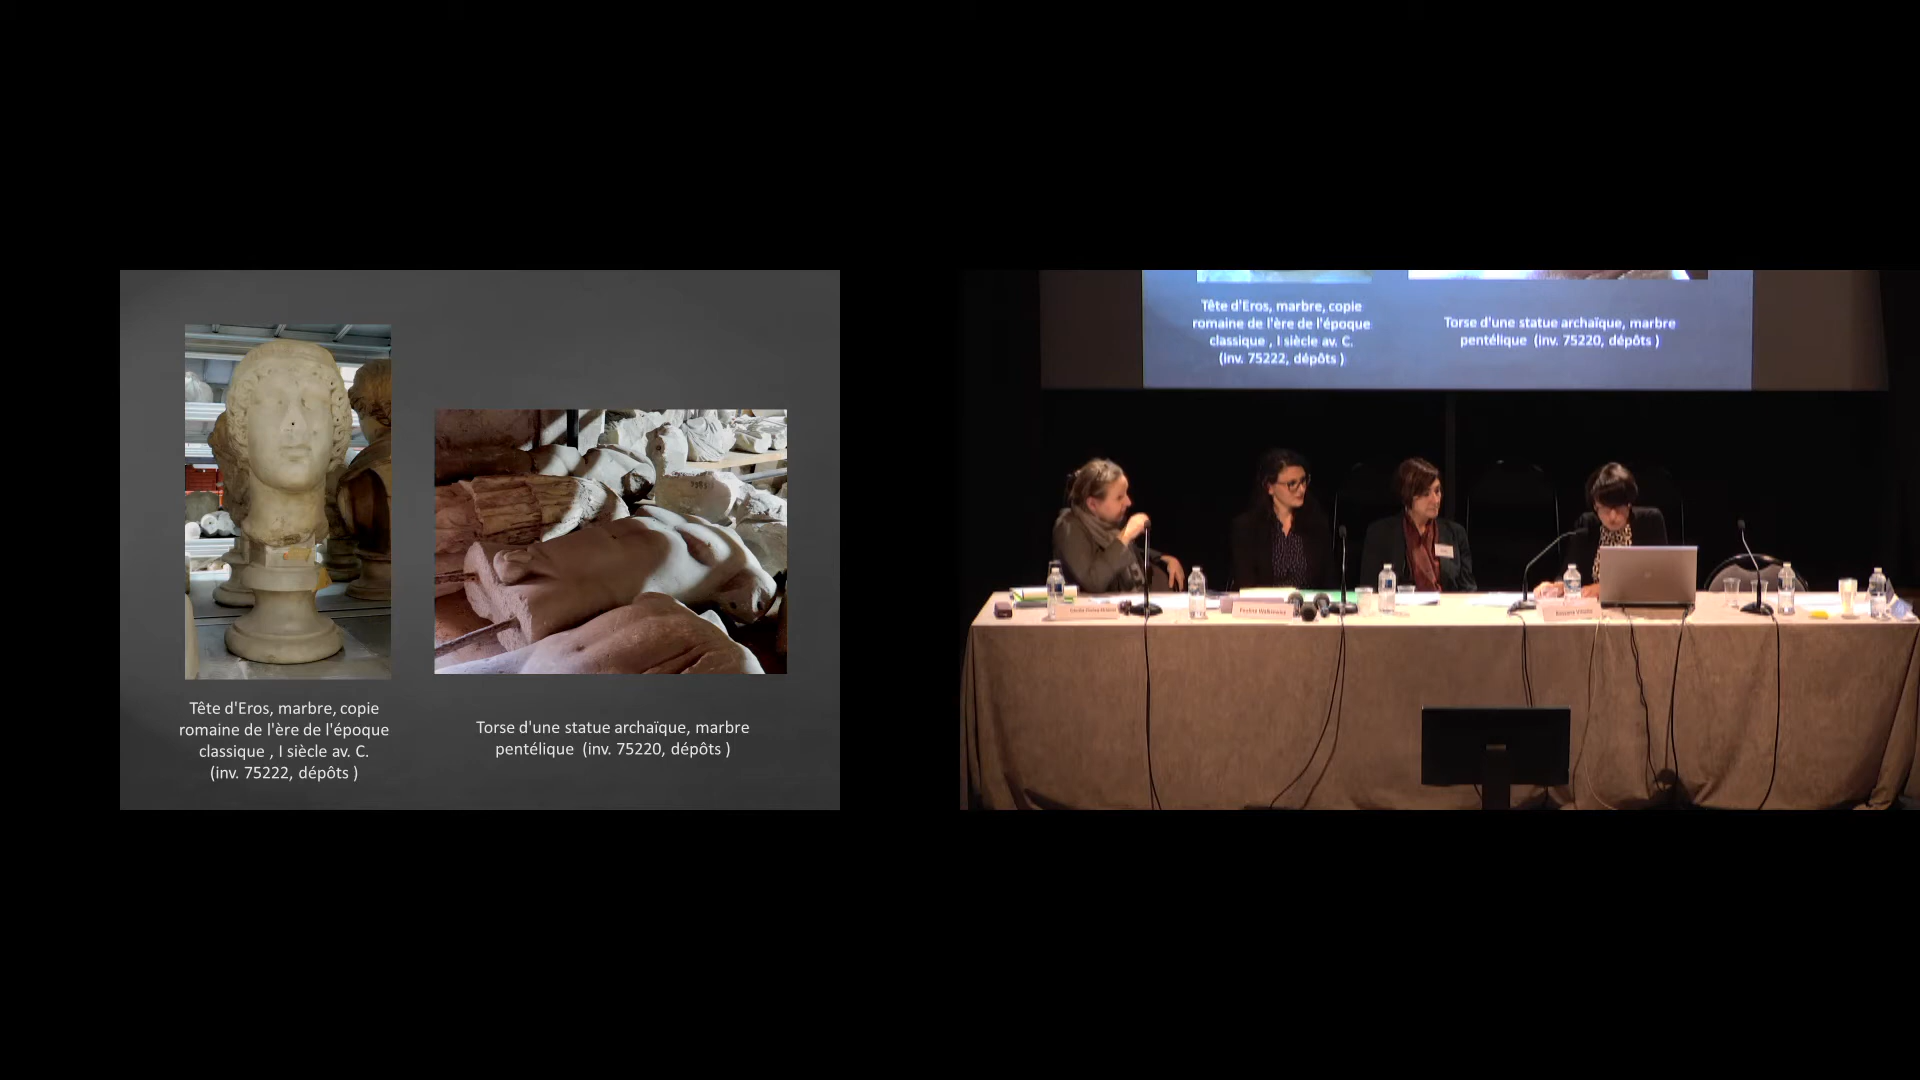 Tête d'Eros, marbre, copie
romaine de l'ère de l'époque
classique , I siècle av. C.
(inv. 75222, dépôts )
Torse d'une statue archaïque, marbre
pentélique (inv. 75220, dépôts )
Tête d'Eros, marbre, copie
romaine de l'ère de l'époque
classique , I siècle av. C.
(inv. 75222, dépôts )
Torse d'une statue archaïque, marbre
pentélique (inv. 75220, dépôts )